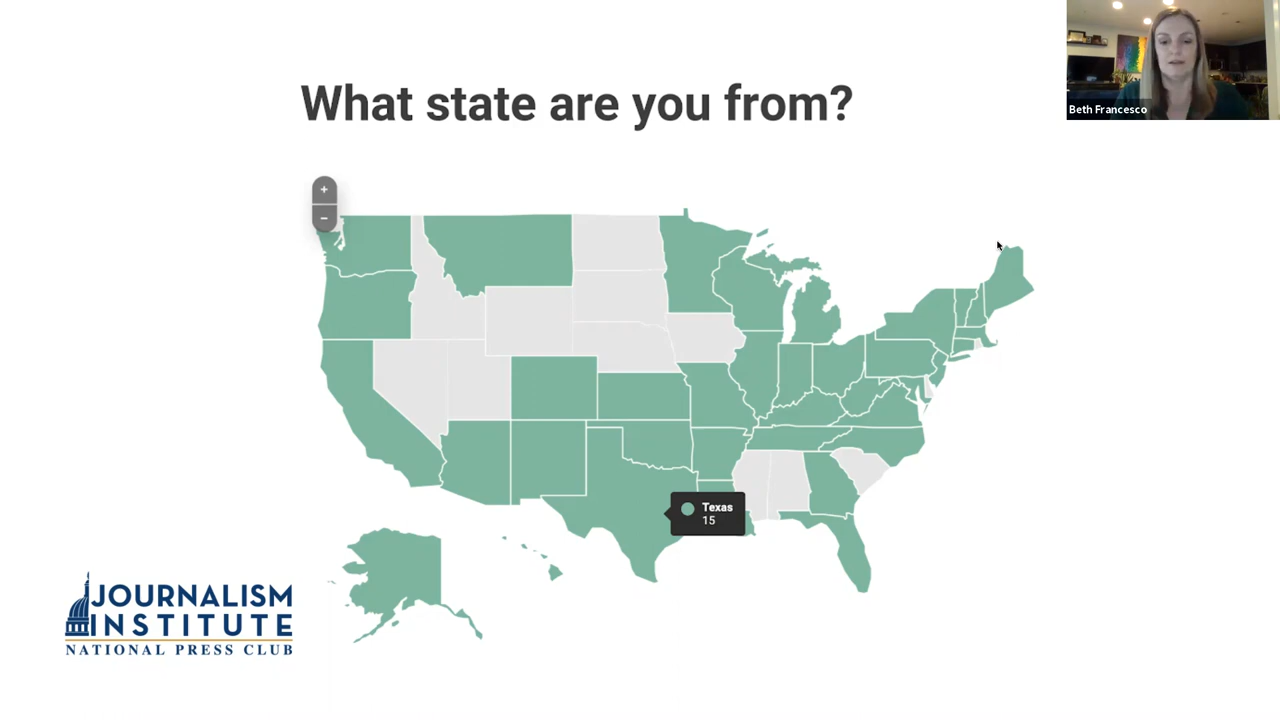 What state are you from?
Beth Francesco
+
−
Texas
15
JOURNALISM
INSTITUTE
NATIONAL PRESS CLUB